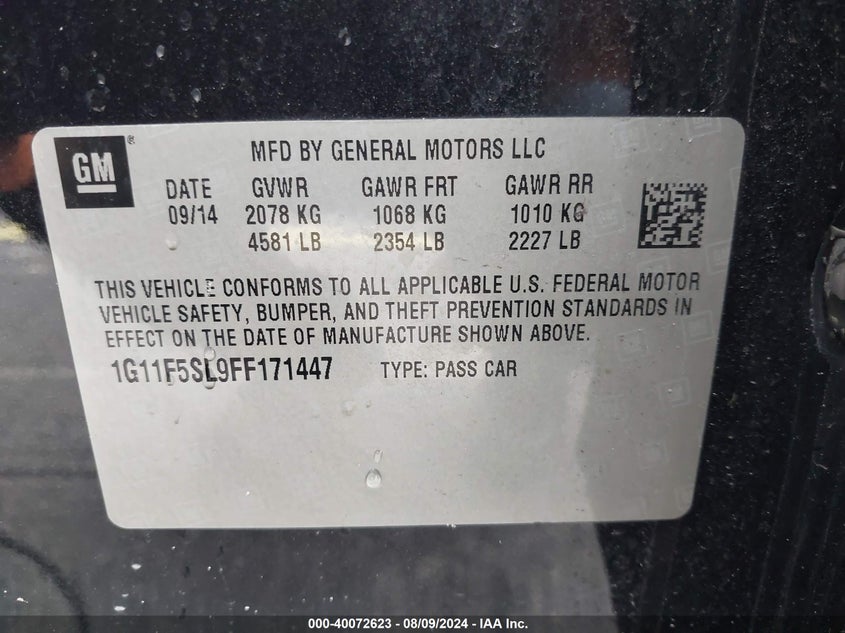 GM ®
MFD BY GENERAL MOTORS LLC
DATE GVWR GAWR FRT GAWR RR
09/14 2078 KG 1068 KG 1010 KG
4581 LB 2354 LB 2227 LB
THIS VEHICLE CONFORMS TO ALL APPLICABLE U.S. FEDERAL MOTOR
VEHICLE SAFETY, BUMPER, AND THEFT PREVENTION STANDARDS IN
EFFECT ON THE DATE OF MANUFACTURE SHOWN ABOVE.
1G11F5SL9FF171447 TYPE: PASS CAR
000-40072623 - 08/09/2024 - IAA Inc.